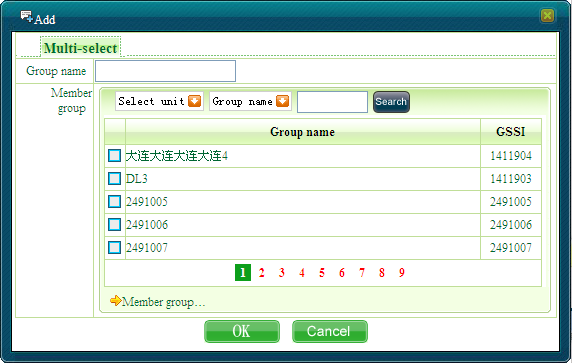 Add
Multi-select
Group name
Member group
Select unit Group name Search
Group name GSSI
大连大连大连大连4 1411904
DL3 1411903
2491005 2491005
2491006 2491006
2491007 2491007
1 2 3 4 5 6 7 8 9
Member group...
OK Cancel